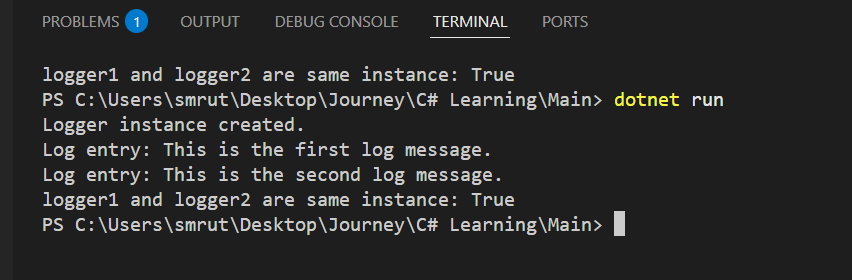 PROBLEMS 1 OUTPUT DEBUG CONSOLE TERMINAL PORTS
logger1 and logger2 are same instance: True
PS C:\Users\smrut\Desktop\Journey\C# Learning\Main> dotnet run
Logger instance created.
Log entry: This is the first log message.
Log entry: This is the second log message.
logger1 and logger2 are same instance: True
PS C:\Users\smrut\Desktop\Journey\C# Learning\Main>